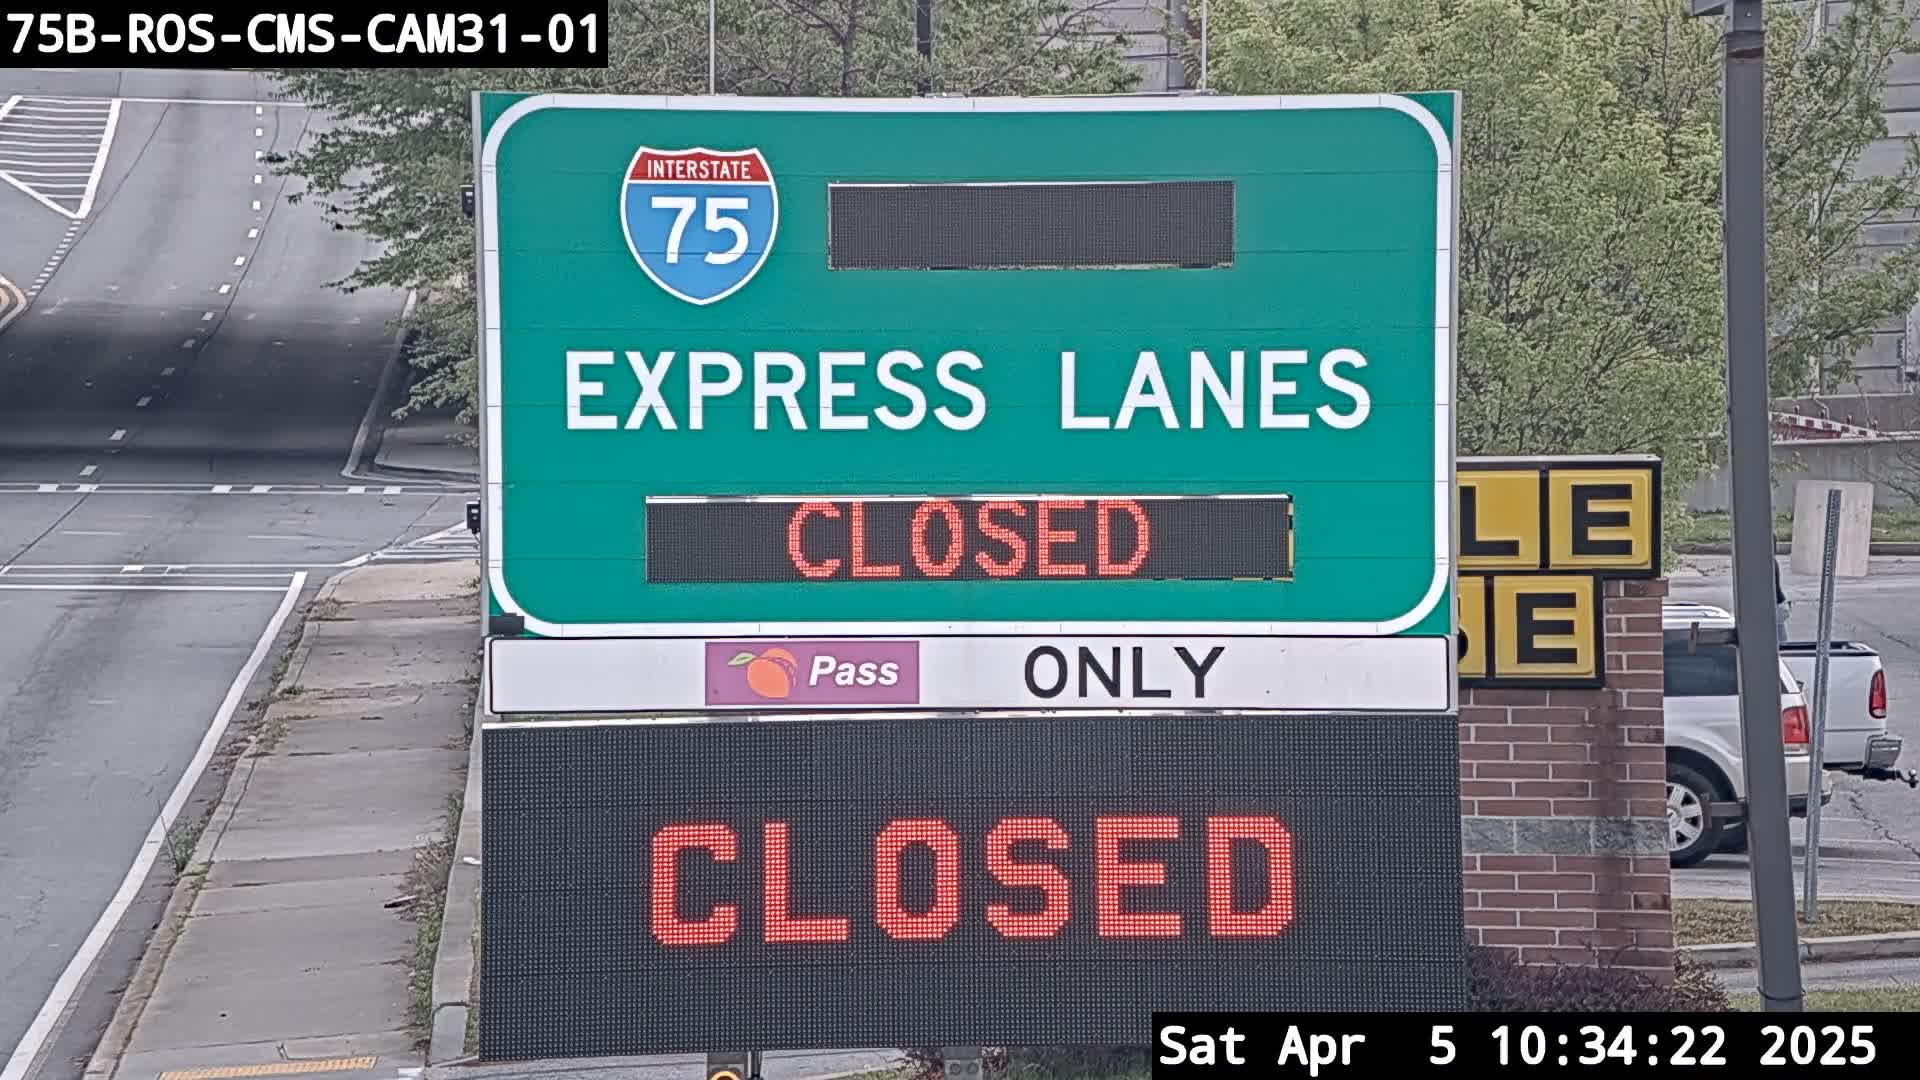 75B-ROS-CMS-CAM31-01
INTERSTATE
75
EXPRESS LANES
CLOSED
LE
E
Pass ONLY
CLOSED
Sat Apr 5 10:34:22 2025